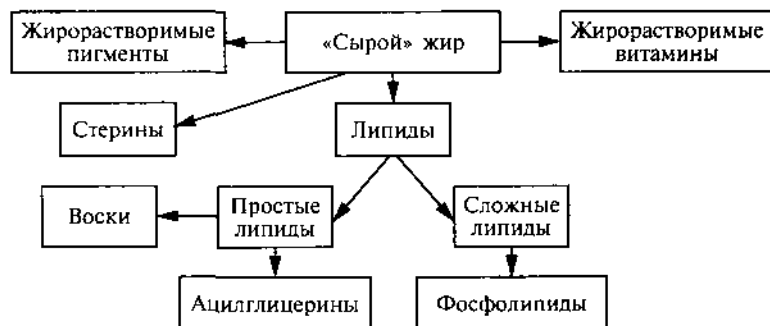 Жирорастворимые
пигменты
«Сырой» жир
Жирорастворимые
витамины
Стерины
Липиды
Воски
Простые
липиды
Сложные
липиды
Ацилглицерины
Фосфолипиды